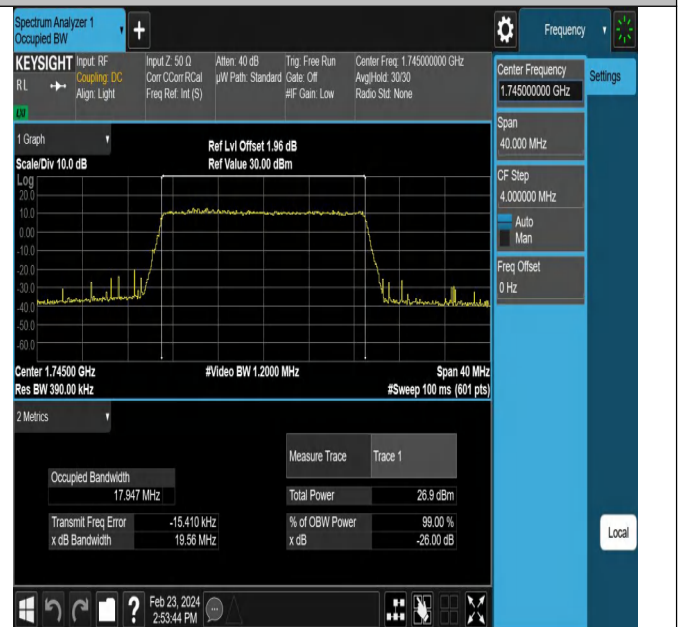 Spectrum Analyzer 1
Occupied BW
Frequency
KEYSIGHT Input: RF
RL
Coupling: DC
Align: Light
LXI
Input Z: 50 Ω
Corr CCorr RCal
Freq Ref: Int (S)
Atten: 40 dB
µW Path: Standard
Trig: Free Run
Gate: Off
#IF Gain: Low
Center Freq: 1.745000000 GHz
Avg|Hold: 30/30
Radio Std: None
Center Frequency
1.745000000 GHz
Settings
Span
40.000 MHz
CF Step
4.000000 MHz
Auto
Man
Freq Offset
0 Hz
Local
1 Graph
Scale/Div 10.0 dB
Ref Lvl Offset 1.96 dB
Ref Value 30.00 dBm
Log
20.0
10.0
0.00
-10.0
-20.0
-30.0
-40.0
-50.0
-60.0
Center 1.74500 GHz
#Video BW 1.2000 MHz
Span 40 MHz
Res BW 390.00 kHz
#Sweep 100 ms (601 pts)
2 Metrics
Measure Trace Trace 1
Occupied Bandwidth
17.947 MHz
Total Power 26.9 dBm
Transmit Freq Error -15.410 kHz
% of OBW Power 99.00 %
x dB Bandwidth 19.56 MHz
x dB -26.00 dB
?
Feb 23, 2024
2:53:44 PM